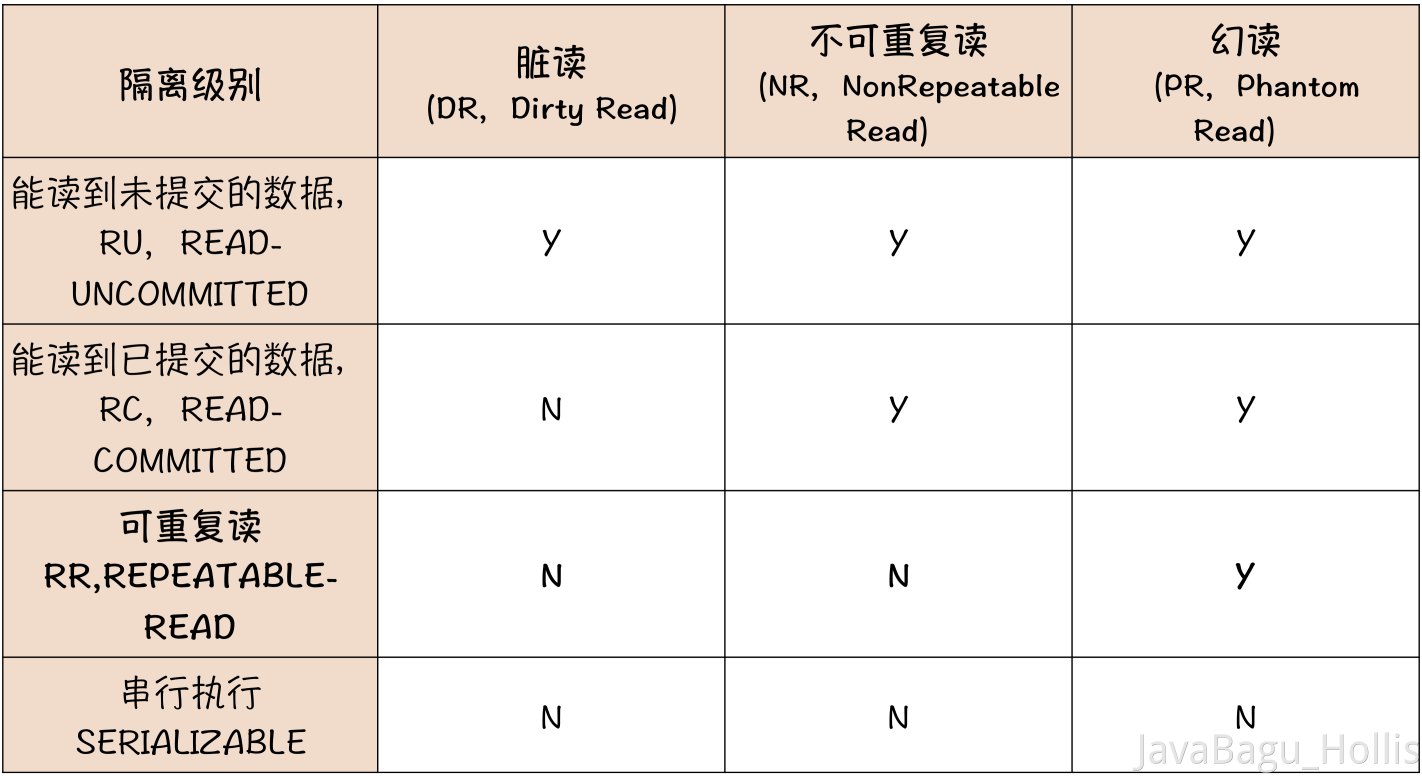 隔离级别
脏读
(DR，Dirty Read)
不可重复读
(NR，NonRepeatable
Read)
幻读
(PR，Phantom
Read)
能读到未提交的数据，
RU，READ-
UNCOMMITTED
Y
Y
Y
能读到已提交的数据，
RC，READ-
COMMITTED
N
Y
Y
可重复读
RR,REPEATABLE-
READ
N
N
Y
串行执行
SERIALIZABLE
N
N
N
JavaBagu_Hollis